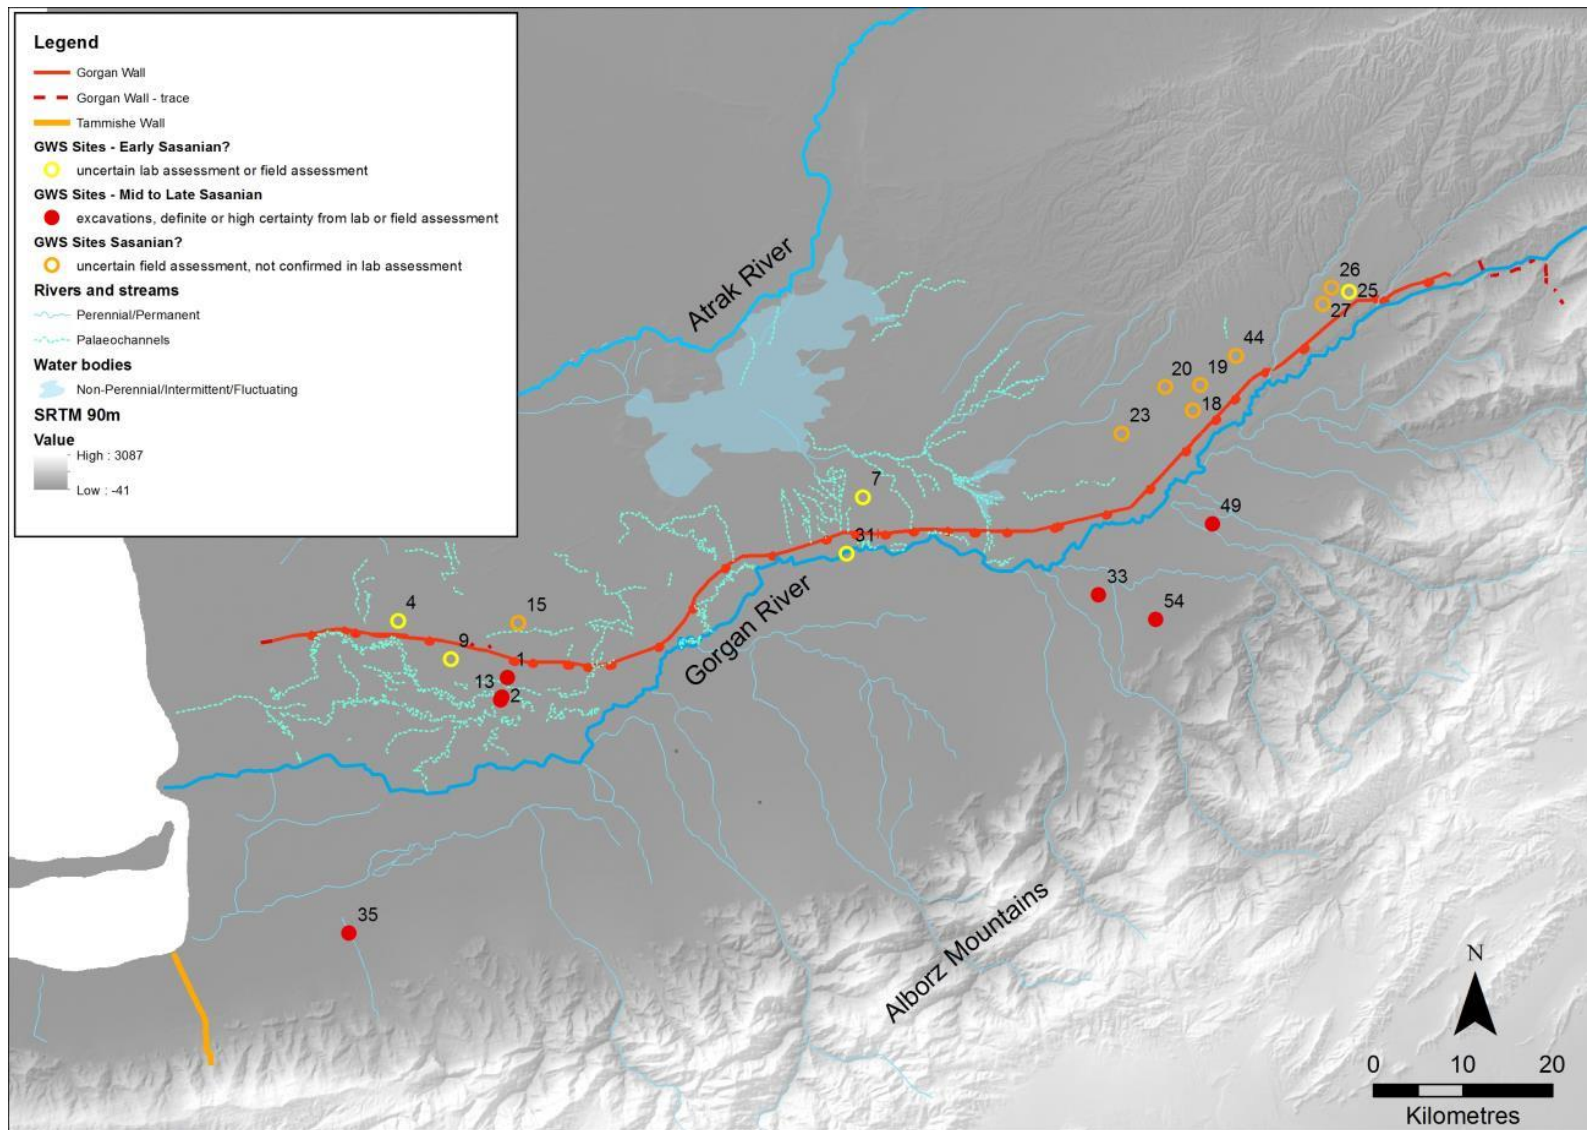 Legend
Gorgan Wall
Gorgan Wall - trace
Tammishe Wall
GWS Sites - Early Sasanian?
uncertain lab assessment or field assessment
GWS Sites - Mid to Late Sasanian
excavations, definite or high certainty from lab or field assessment
GWS Sites Sasanian?
uncertain field assessment, not confirmed in lab assessment
Rivers and streams
Perennial/Permanent
Palaeochannels
Water bodies
Non-Perennial/Intermittent/Fluctuating
SRTM 90m
Value
High : 3087
Low : -41
Atrak River
26
25
27
44
20
19
18
23
7
49
31
33
54
Gorgan River
4
15
9
1
13
2
35
Alborz Mountains
N
0 10 20
Kilometres